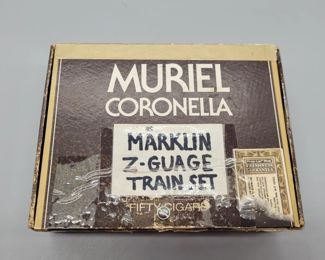 MURIEL
CORONELLA
MARKLIN
Z-GUAGE
TRAIN SET
FIFTY CIGARS